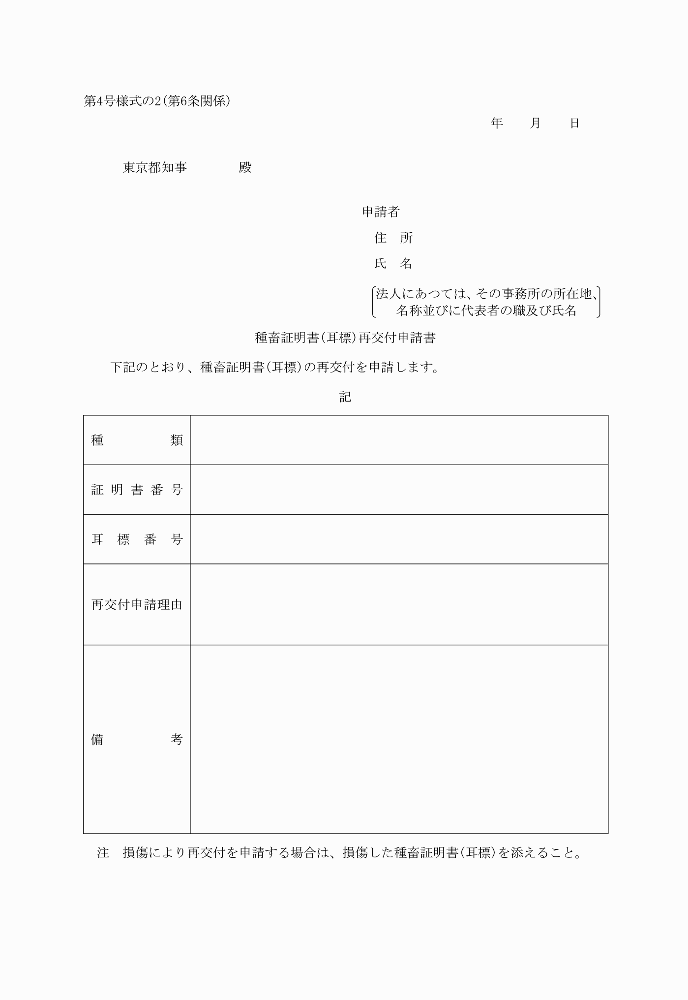 第4号様式の2(第6条関係)
年　　月　　日
東京都知事　　　　殿
申請者
住　所
氏　名
法人にあつては、その事務所の所在地、
名称並びに代表者の職及び氏名
種畜証明書(耳標)再交付申請書
下記のとおり、種畜証明書(耳標)の再交付を申請します。
記
種類
証明書番号
耳標番号
再交付申請理由
備考
注　損傷により再交付を申請する場合は、損傷した種畜証明書(耳標)を添えること。